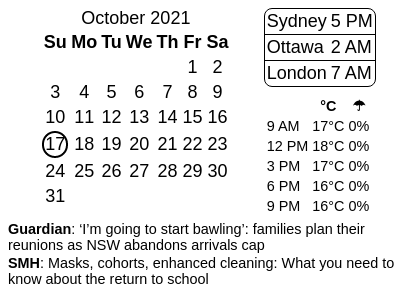 October 2021
Su Mo Tu We Th Fr Sa
1 2
3 4 5 6 7 8 9
10 11 12 13 14 15 16
17 18 19 20 21 22 23
24 25 26 27 28 29 30
31
Sydney 5 PM
Ottawa 2 AM
London 7 AM
°C ☂
9 AM 17°C 0%
12 PM 18°C 0%
3 PM 17°C 0%
6 PM 16°C 0%
9 PM 16°C 0%
Guardian: ‘I’m going to start bawling’: families plan their
reunions as NSW abandons arrivals cap
SMH: Masks, cohorts, enhanced cleaning: What you need to
know about the return to school